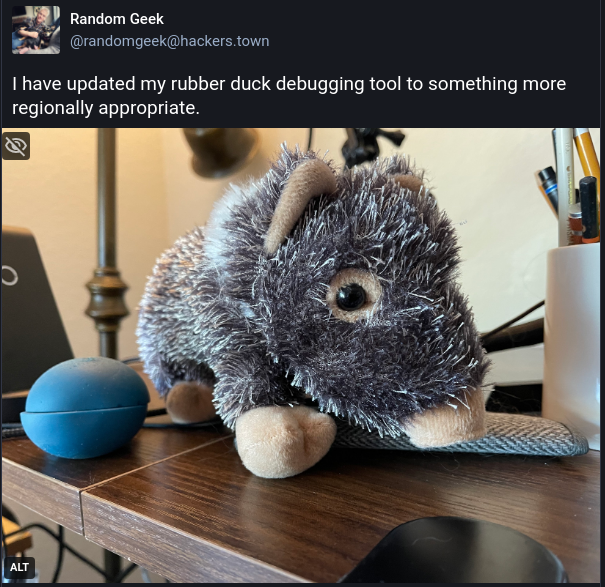 Random Geek
@randomgeek@hackers.town
I have updated my rubber duck debugging tool to something more
regionally appropriate.
ALT